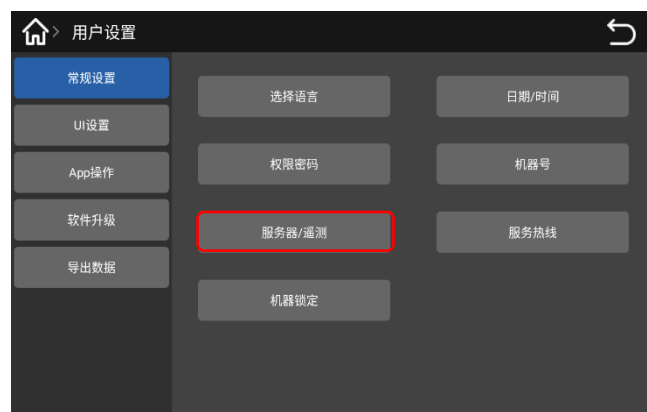 用户设置
常规设置
UI设置
App操作
软件升级
导出数据
选择语言
日期/时间
权限密码
机器号
服务器/遥测
服务热线
机器锁定